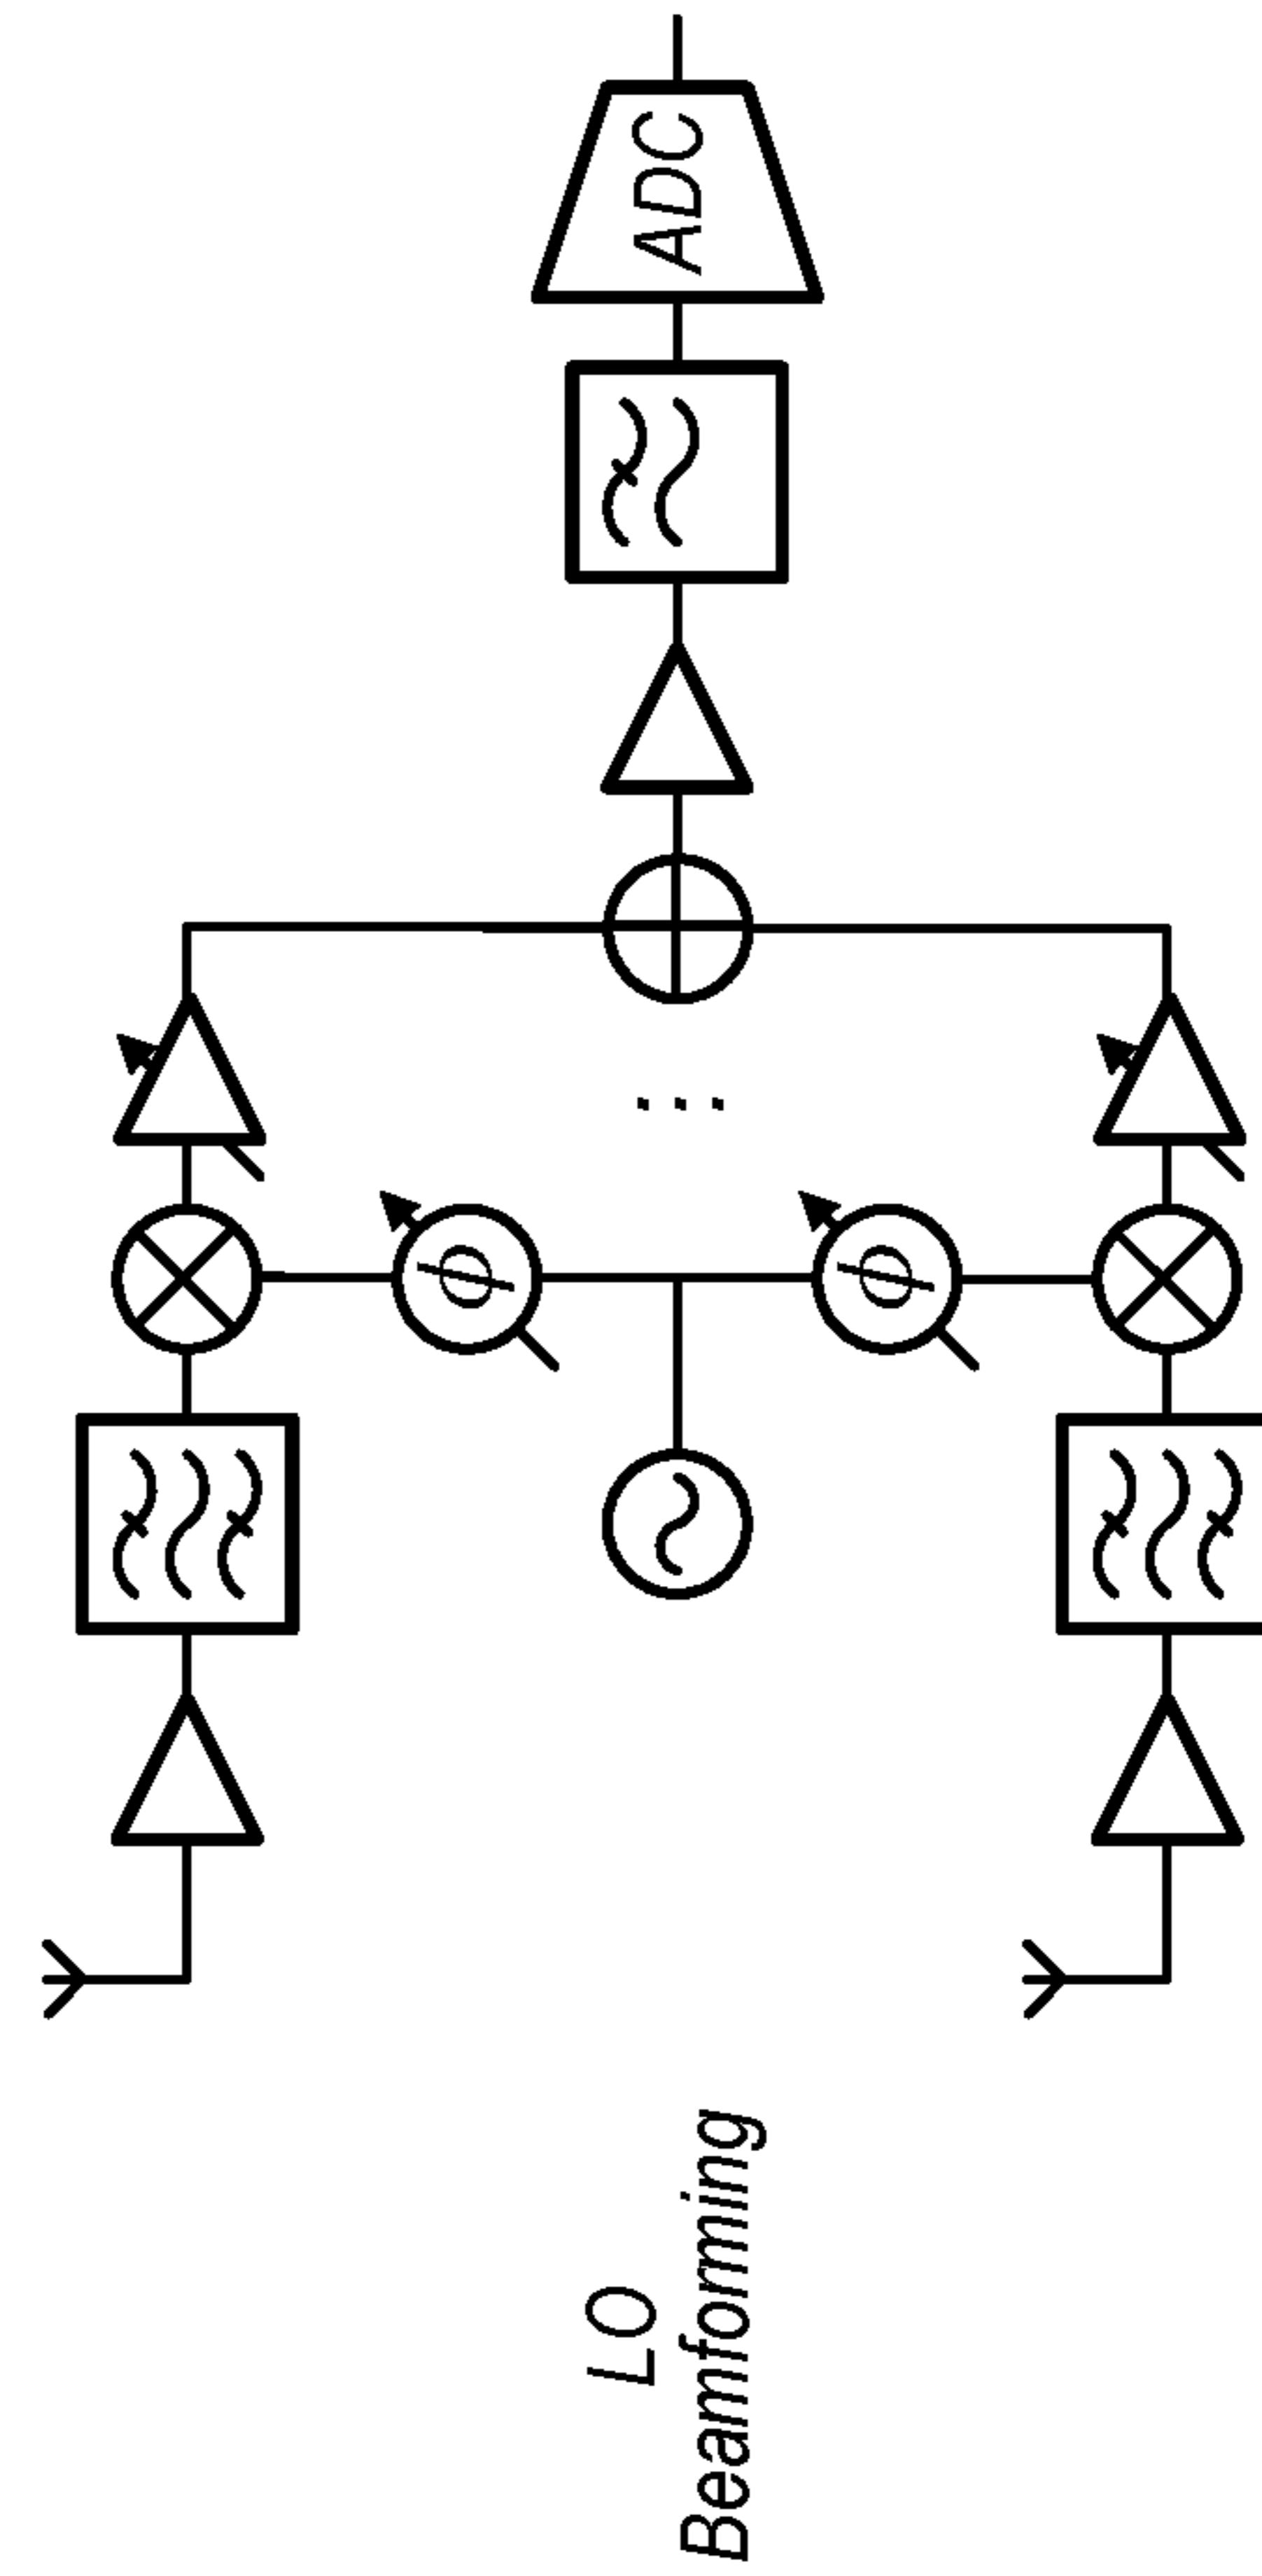 ADC
ϕ
ϕ
...
LO
Beamforming